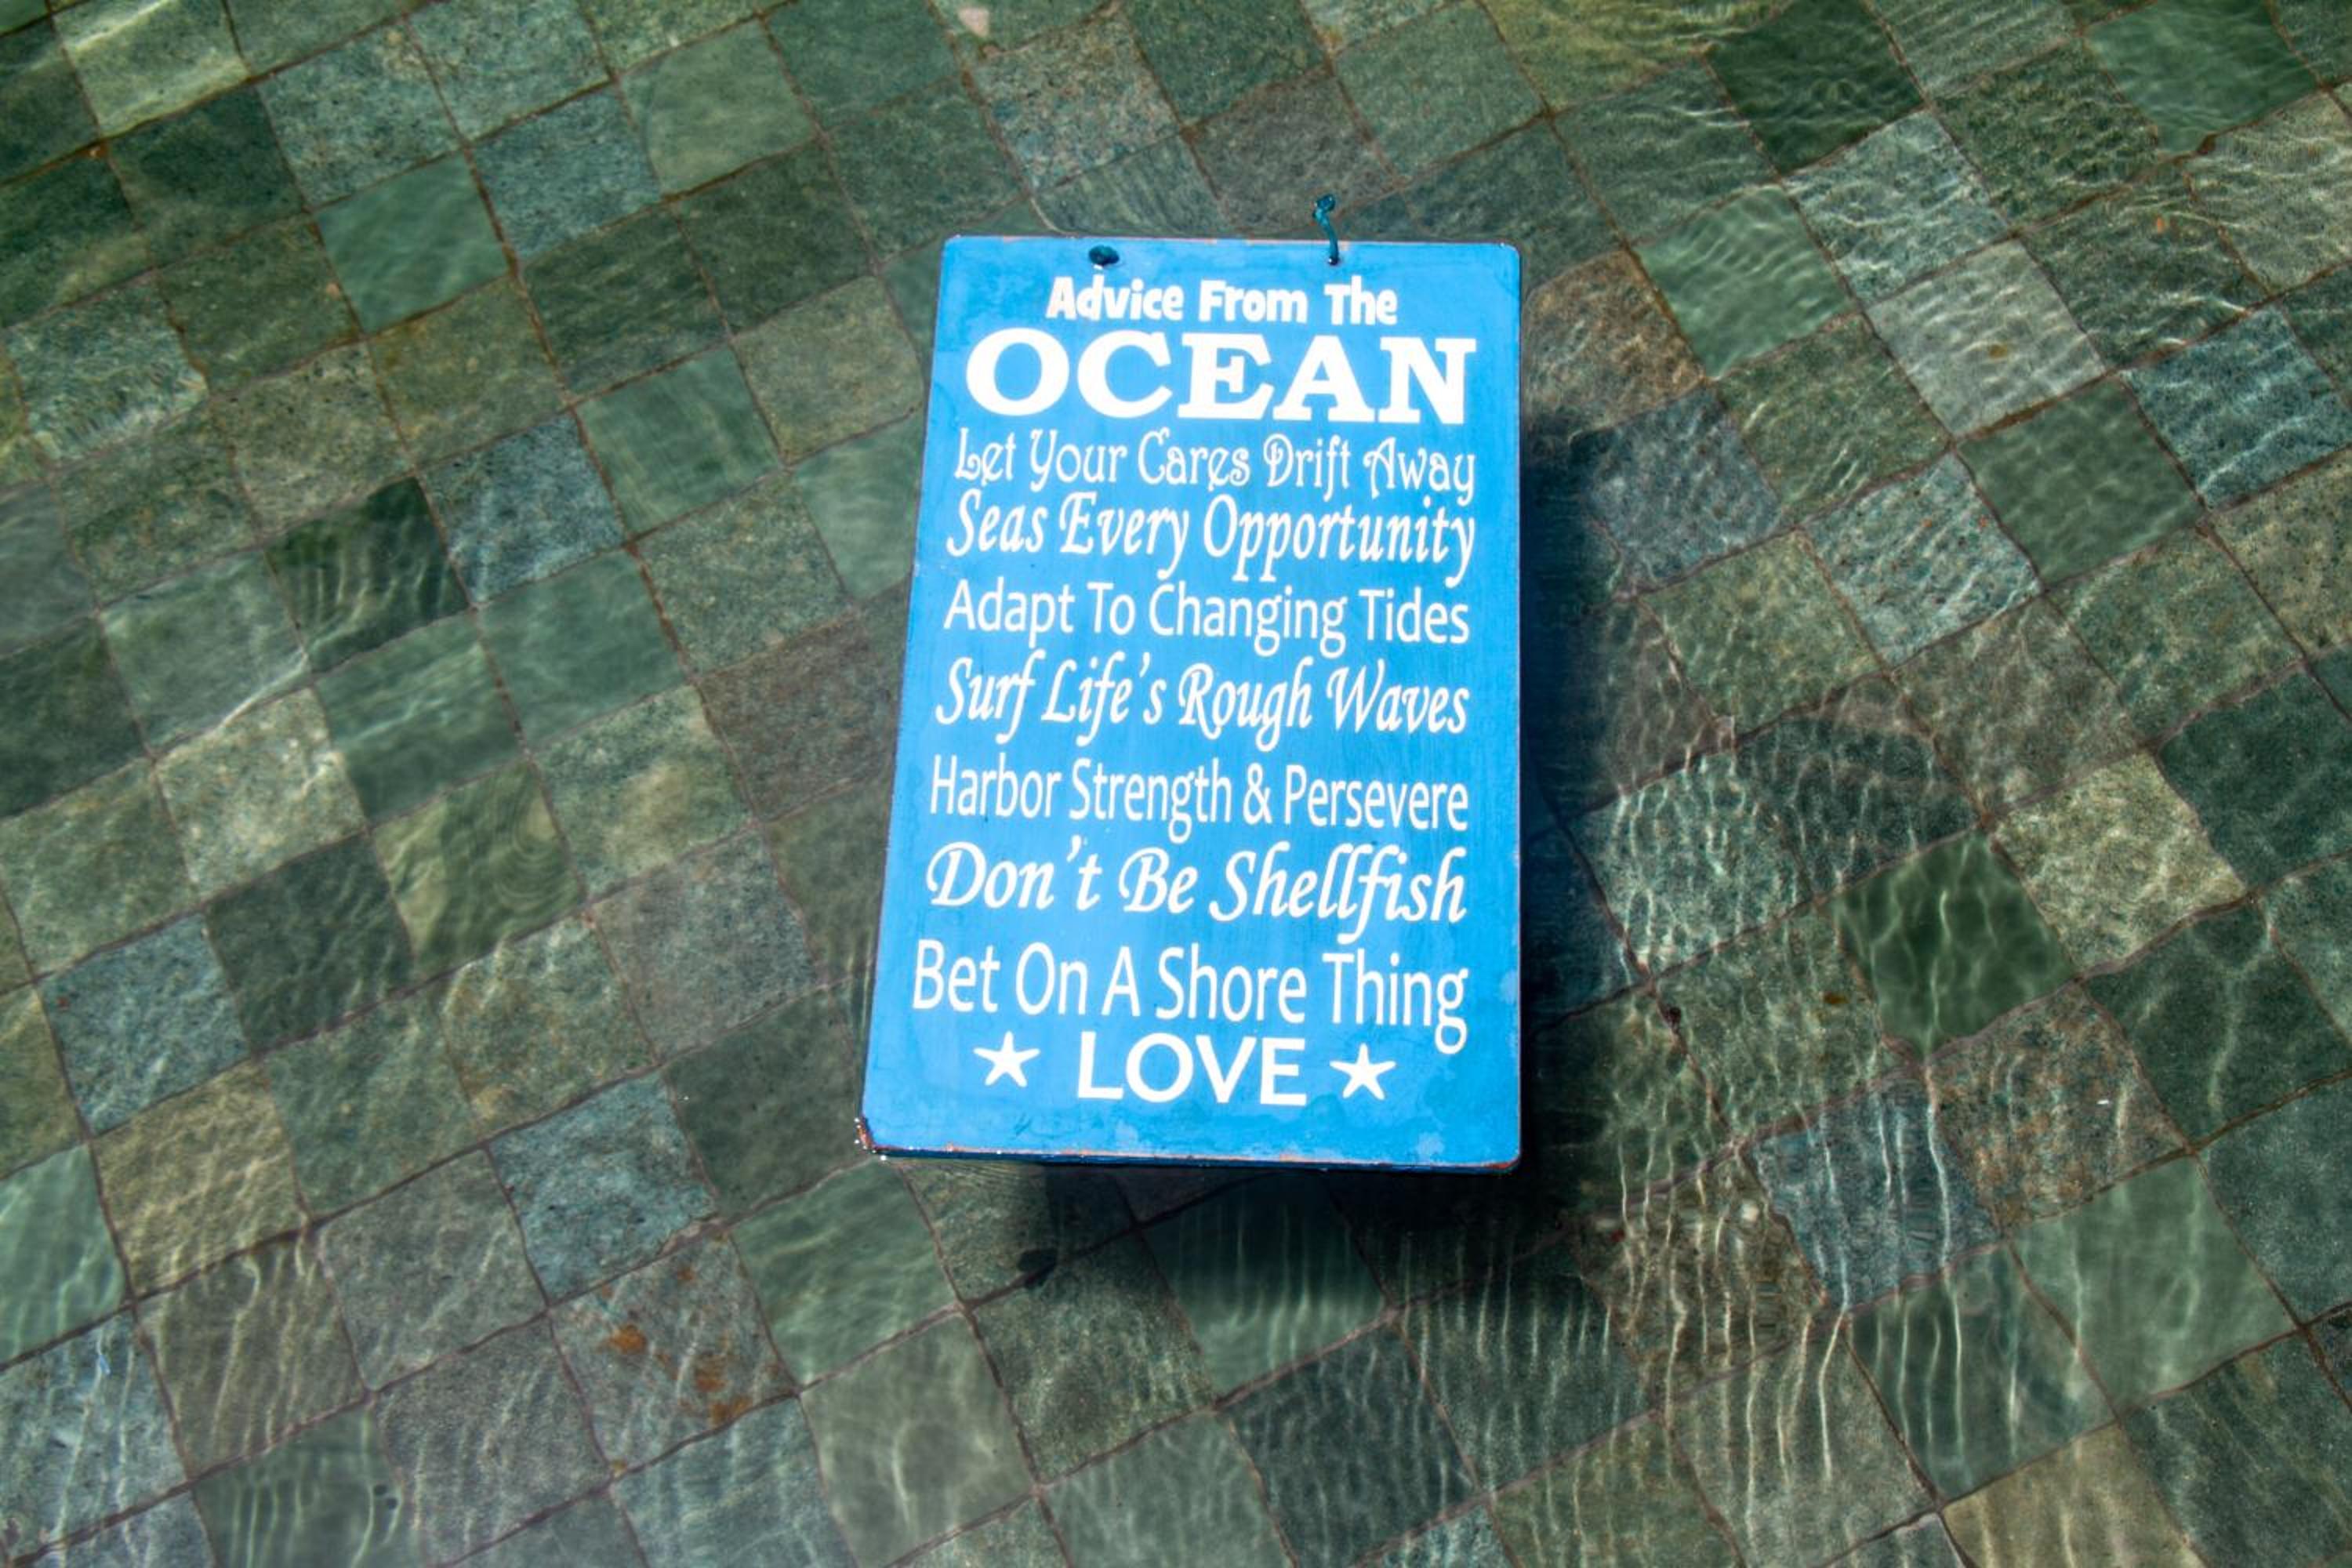 Advice From The
OCEAN
Let Your Cares Drift Away
Seas Every Opportunity
Adapt To Changing Tides
Surf Life's Rough Waves
Harbor Strength & Persevere
Don't Be Shellfish
Bet On A Shore Thing
★ LOVE ★